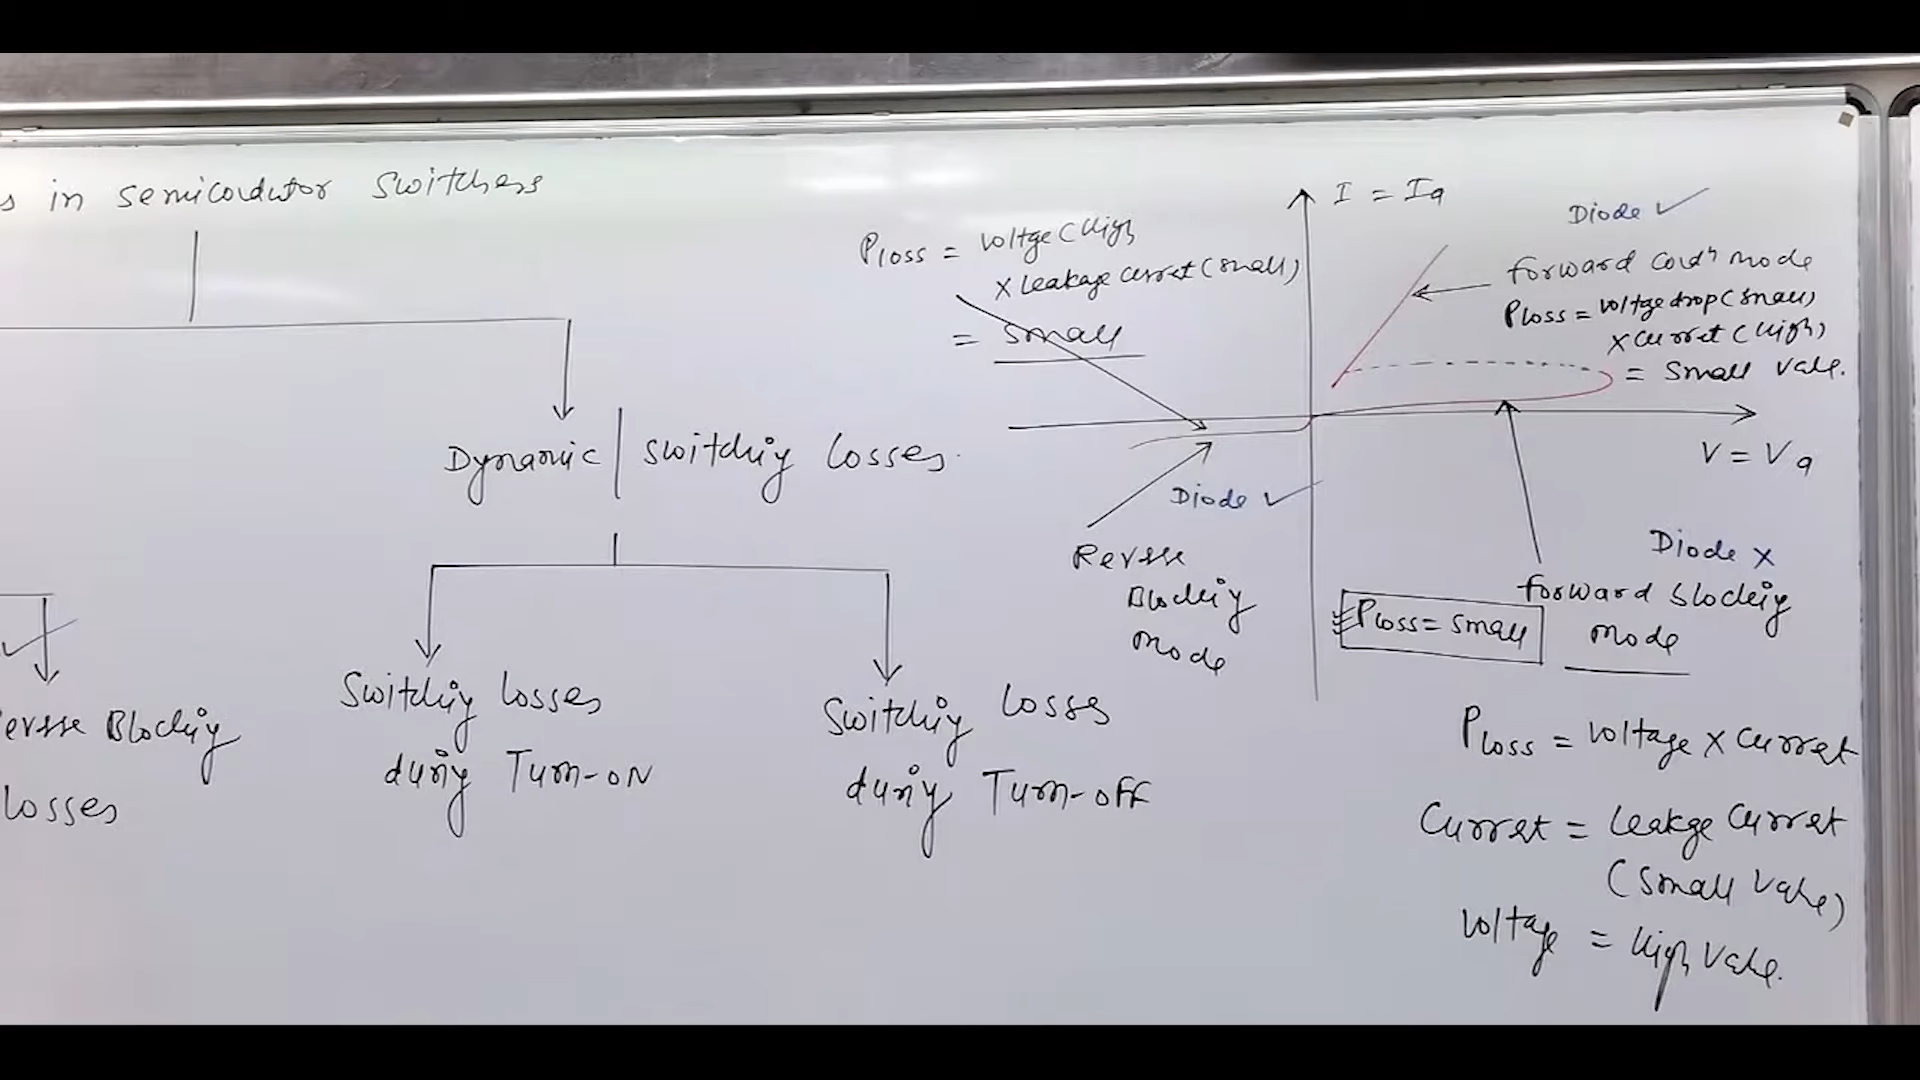 s in semiconductor switches
Dynamic | switching losses
Reverse Blocking
losses
Switching losses
during Turn-ON
Switching losses
during Turn-off
Ploss = voltge (high
x leakage current (small)
= small
I = Ia
Diode ✓
forward condn mode
Ploss = voltge drop (small)
x current (high)
= small value.
V = Va
Diode ✓
Reverse
Blocking
mode
Diode x
forward blocking
mode
Ploss = small
Ploss = voltage x current
Current = leakge current
(small value)
voltage = high value.